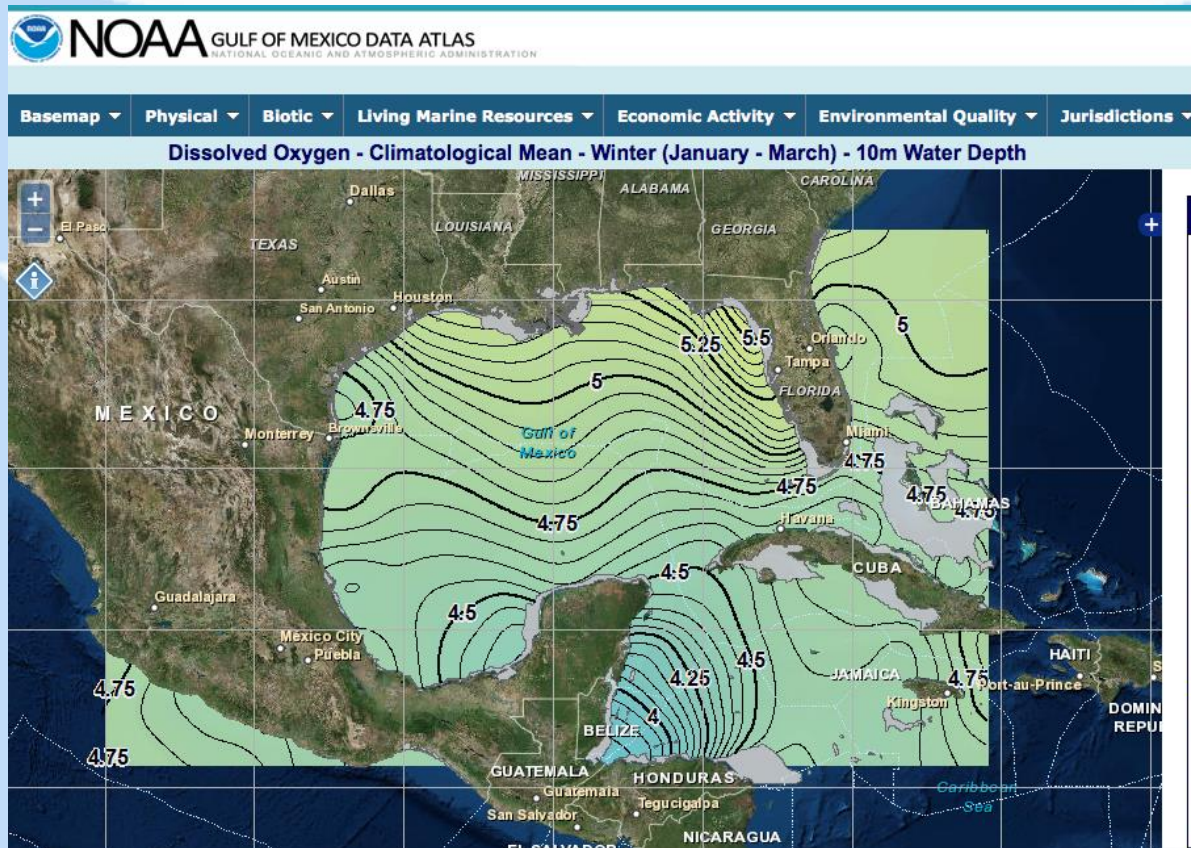 NOAA GULF OF MEXICO DATA ATLAS
NATIONAL OCEANIC AND ATMOSPHERIC ADMINISTRATION
Basemap Physical Biotic Living Marine Resources Economic Activity Environmental Quality Jurisdictions
Dissolved Oxygen - Climatological Mean - Winter (January - March) - 10m Water Depth
MISSISSIPPI
CAROLINA
Dallas
ALABAMA
El Paso
LOUISIANA
GEORGIA
TEXAS
Austin
Houston
San Antonio
5
5.25
5.5
Orlando
Tampa
5
FLORIDA
4.75
MEXICO
Monterrey
Brownsville
Gulf of
Mexico
Miami
4.75
4.75
4.75
BAHAMAS
4.75
4.75
Havana
4.5
CUBA
Guadalajara
4.5
México City
Puebla
HAITI
4.5
4.25
JAMAICA
4.75
Port-au-Prince
4.75
Kingston
4
BELIZE
DOMIN
REPU
4.75
GUATEMALA
HONDURAS
Guatemala
Caribbean
Sea
Tegucigalpa
San Salvador
NICARAGUA
EL SALVADOR